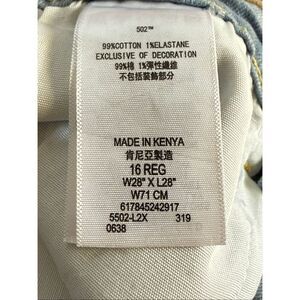 502™
99%COTTON 1%ELASTANE
EXCLUSIVE OF DECORATION
99%棉 1%彈性纖維
不包括裝飾部分
MADE IN KENYA
肯尼亞製造
16 REG
W28" X L28"
W71 CM
617845242917
5502-L2X 319
0638